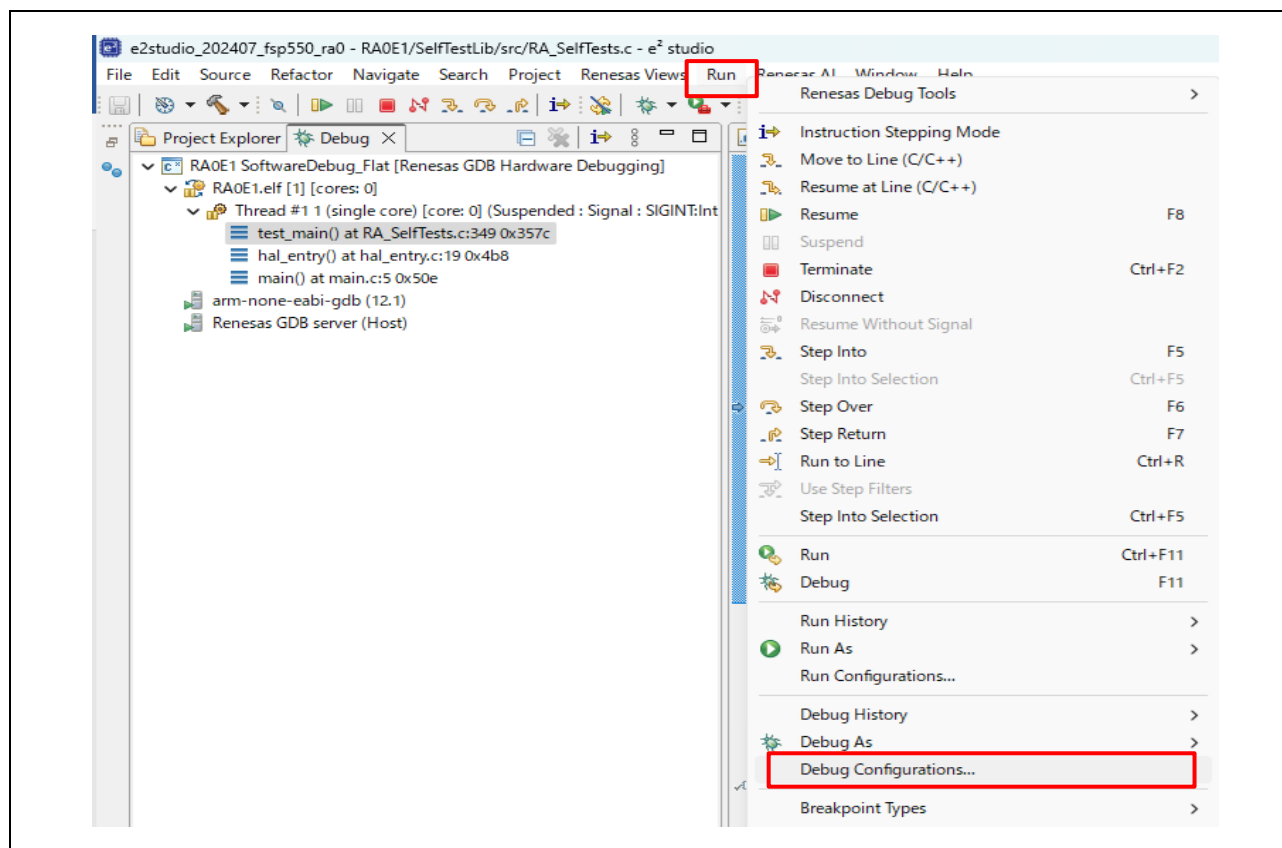 e2studio_202407_fsp550_ra0 - RA0E1/SelfTestLib/src/RA_SelfTests.c - e² studio
File Edit Source Refactor Navigate Search Project Renesas Views Run Renesas AI Window Help
Project Explorer Debug
RA0E1 SoftwareDebug_Flat [Renesas GDB Hardware Debugging]
RA0E1.elf [1] [cores: 0]
Thread #1 1 (single core) [core: 0] (Suspended : Signal : SIGINT:Int
test_main() at RA_SelfTests.c:349 0x357c
hal_entry() at hal_entry.c:19 0x4b8
main() at main.c:5 0x50e
arm-none-eabi-gdb (12.1)
Renesas GDB server (Host)
Renesas Debug Tools
Instruction Stepping Mode
Move to Line (C/C++)
Resume at Line (C/C++)
Resume F8
Suspend
Terminate Ctrl+F2
Disconnect
Resume Without Signal
Step Into F5
Step Into Selection Ctrl+F5
Step Over F6
Step Return F7
Run to Line Ctrl+R
Use Step Filters
Step Into Selection Ctrl+F5
Run Ctrl+F11
Debug F11
Run History
Run As
Run Configurations...
Debug History
Debug As
Debug Configurations...
Breakpoint Types